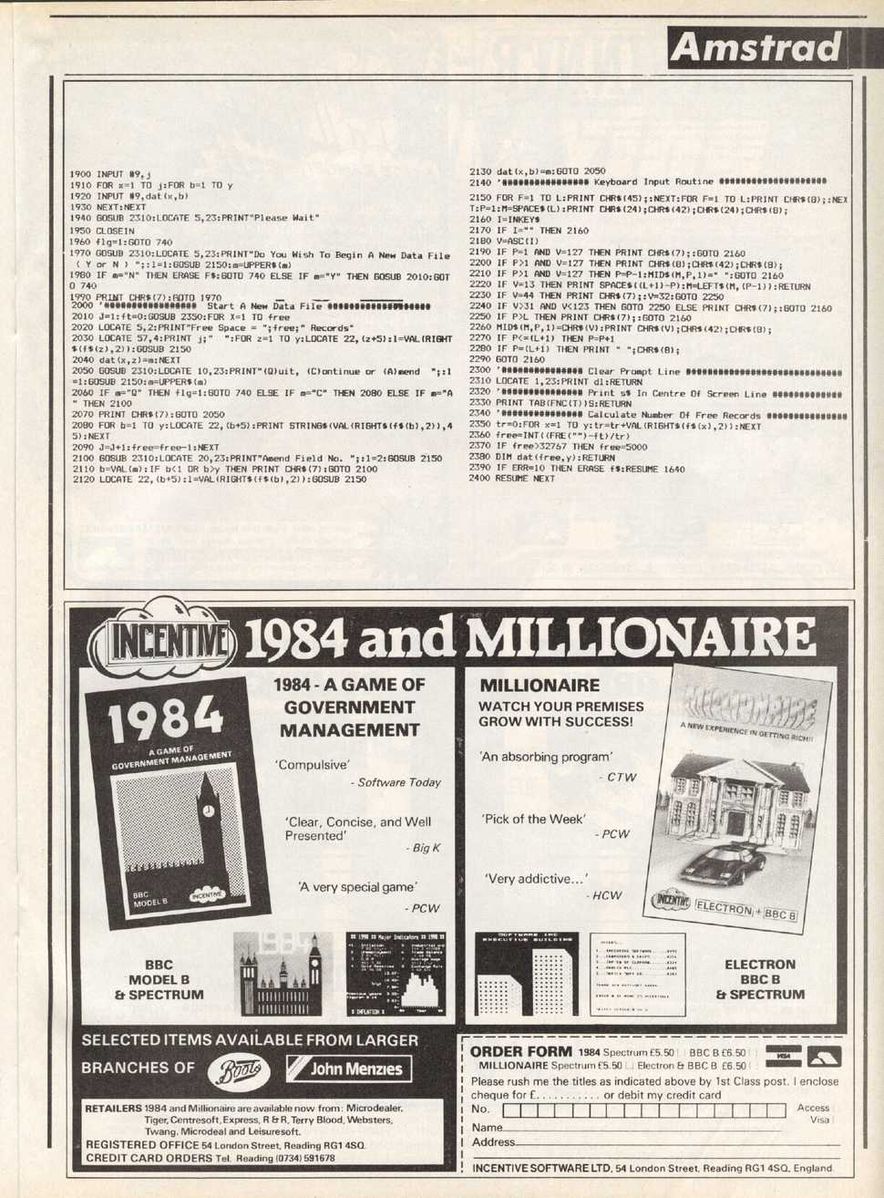 Amstrad
1900 INPUT #9,j
1910 FOR x=1 TO j:FOR b=1 TO y
1920 INPUT #9,dat(x,b)
1930 NEXT:NEXT
1940 GOSUB 2310:LOCATE 5,23:PRINT"Please Wait"
1950 CLOSEIN
1960 flg=1:GOTO 740
1970 GOSUB 2310:LOCATE 5,23:PRINT"Do You Wish To Begin A New Data File
( Y or N ) ";:l=1:GOSUB 2150:m=UPPER$(m)
1980 IF m="N" THEN ERASE F$:GOTO 740 ELSE IF m="Y" THEN GOSUB 2010:GOT
O 740
1990 PRINT CHR$(7):GOTO 1970
2000 '################# Start A New Data File ###################
2010 J=1:ft=0:GOSUB 2350:FOR X=1 TO free
2020 LOCATE 5,2:PRINT"Free Space = ";free;" Records"
2030 LOCATE 57,4:PRINT j;" ":FOR z=1 TO y:LOCATE 22,(z+5):l=VAL(RIGHT
$(f$(z),2)):GOSUB 2150
2040 dat(x,z)=m:NEXT
2050 GOSUB 2310:LOCATE 10,23:PRINT"(Q)uit, (C)ontinue or (A)mend  ";:l
=1:GOSUB 2150:m=UPPER$(m)
2060 IF m="Q" THEN flg=1:GOTO 740 ELSE IF m="C" THEN 2080 ELSE IF m="A
" THEN 2100
2070 PRINT CHR$(7):GOTO 2050
2080 FOR b=1 TO y:LOCATE 22,(b+5):PRINT STRING$(VAL(RIGHT$(f$(b),2)),4
5):NEXT
2090 J=J+1:free=free-1:NEXT
2100 GOSUB 2310:LOCATE 20,23:PRINT"Amend Field No. ";:l=2:GOSUB 2150
2110 b=VAL(m):IF b<1 OR b>y THEN PRINT CHR$(7):GOTO 2100
2120 LOCATE 22,(b+5):l=VAL(RIGHT$(f$(b),2)):GOSUB 2150
2130 dat(x,b)=m:GOTO 2050
2140 '################ Keyboard Input Routine ####################
2150 FOR F=1 TO L:PRINT CHR$(45);:NEXT:FOR F=1 TO L:PRINT CHR$(8);:NEX
T:P=1:M=SPACE$(L):PRINT CHR$(24);CHR$(42);CHR$(24);CHR$(8);
2160 I=INKEY$
2170 IF I="" THEN 2160
2180 V=ASC(I)
2190 IF P=1 AND V=127 THEN PRINT CHR$(7);:GOTO 2160
2200 IF P>1 AND V=127 THEN PRINT CHR$(8);CHR$(42);CHR$(8);
2210 IF P>1 AND V=127 THEN P=P-1:MID$(M,P,1)=" ":GOTO 2160
2220 IF V=13 THEN PRINT SPACE$((L+1)-P):M=LEFT$(M,(P-1)):RETURN
2230 IF V=44 THEN PRINT CHR$(7);:V=32:GOTO 2250
2240 IF V>31 AND V<123 THEN GOTO 2250 ELSE PRINT CHR$(7);:GOTO 2160
2250 IF P>L THEN PRINT CHR$(7);:GOTO 2160
2260 MID$(M,P,1)=CHR$(V):PRINT CHR$(V);CHR$(42);CHR$(8);
2270 IF P<=(L+1) THEN P=P+1
2280 IF P=(L+1) THEN PRINT " ";CHR$(8);
2290 GOTO 2160
2300 '############### Clear Prompt Line ########################
2310 LOCATE 1,23:PRINT dl:RETURN
2320 '############### Print s$ In Centre Of Screen Line #############
2330 PRINT TAB(FNC(T))S:RETURN
2340 '############### Calculate Number Of Free Records ###############
2350 tr=0:FOR x=1 TO y:tr=tr+VAL(RIGHT$(f$(x),2)):NEXT
2360 free=INT((FRE("")-ft)/tr)
2370 IF free>32767 THEN free=5000
2380 DIM dat(free,y):RETURN
2390 IF ERR=10 THEN ERASE f$:RESUME 1640
2400 RESUME NEXT
INCENTIVE 1984 and MILLIONAIRE
1984
A GAME OF
GOVERNMENT MANAGEMENT
BBC
MODEL B
INCENTIVE
1984 - A GAME OF
GOVERNMENT
MANAGEMENT
'Compulsive'
- Software Today
'Clear, Concise, and Well
Presented'
- Big K
'A very special game'
- PCW
BBC
MODEL B
& SPECTRUM
1984
MILLIONAIRE
WATCH YOUR PREMISES
GROW WITH SUCCESS!
'An absorbing program'
- CTW
'Pick of the Week'
- PCW
'Very addictive...'
- HCW
MILLIONAIRE
A NEW EXPERIENCE IN GETTING RICH!!
INCENTIVE ELECTRON + BBC B
EXECUTIVE BUILDING
ELECTRON
BBC B
& SPECTRUM
SELECTED ITEMS AVAILABLE FROM LARGER
BRANCHES OF Boots John Menzies
RETAILERS 1984 and Millionaire are available now from: Microdealer,
Tiger, Centresoft, Express, R & R, Terry Blood, Websters,
Twang, Microdeal and Leisuresoft.
REGISTERED OFFICE 54 London Street, Reading RG1 4SQ.
CREDIT CARD ORDERS Tel. Reading (0734) 591678
ORDER FORM 1984 Spectrum £5.50 BBC B £6.50
VISA
MILLIONAIRE Spectrum £5.50 Electron & BBC B £6.50
Please rush me the titles as indicated above by 1st Class post. I enclose
cheque for £........... or debit my credit card
No. Access
Visa
Name
Address
INCENTIVE SOFTWARE LTD, 54 London Street, Reading RG1 4SQ, England.